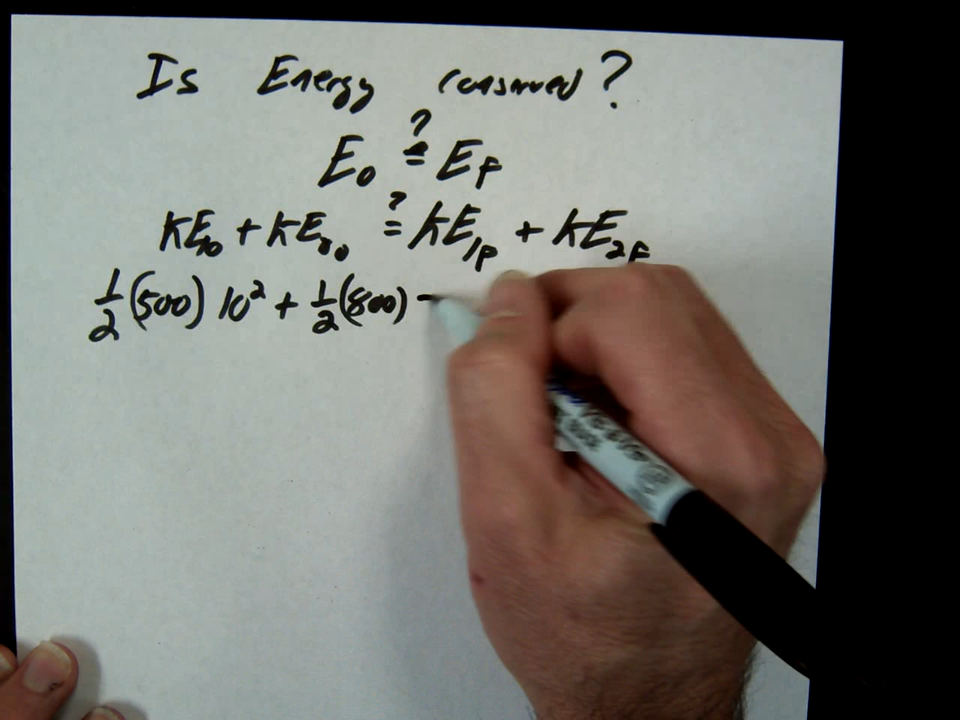 Is Energy conserved?
E₀ ≟ E_F
KE₁₀ + KE₂₀ ≟ KE₁F + KE₂F
½(500) 10² + ½(800) -